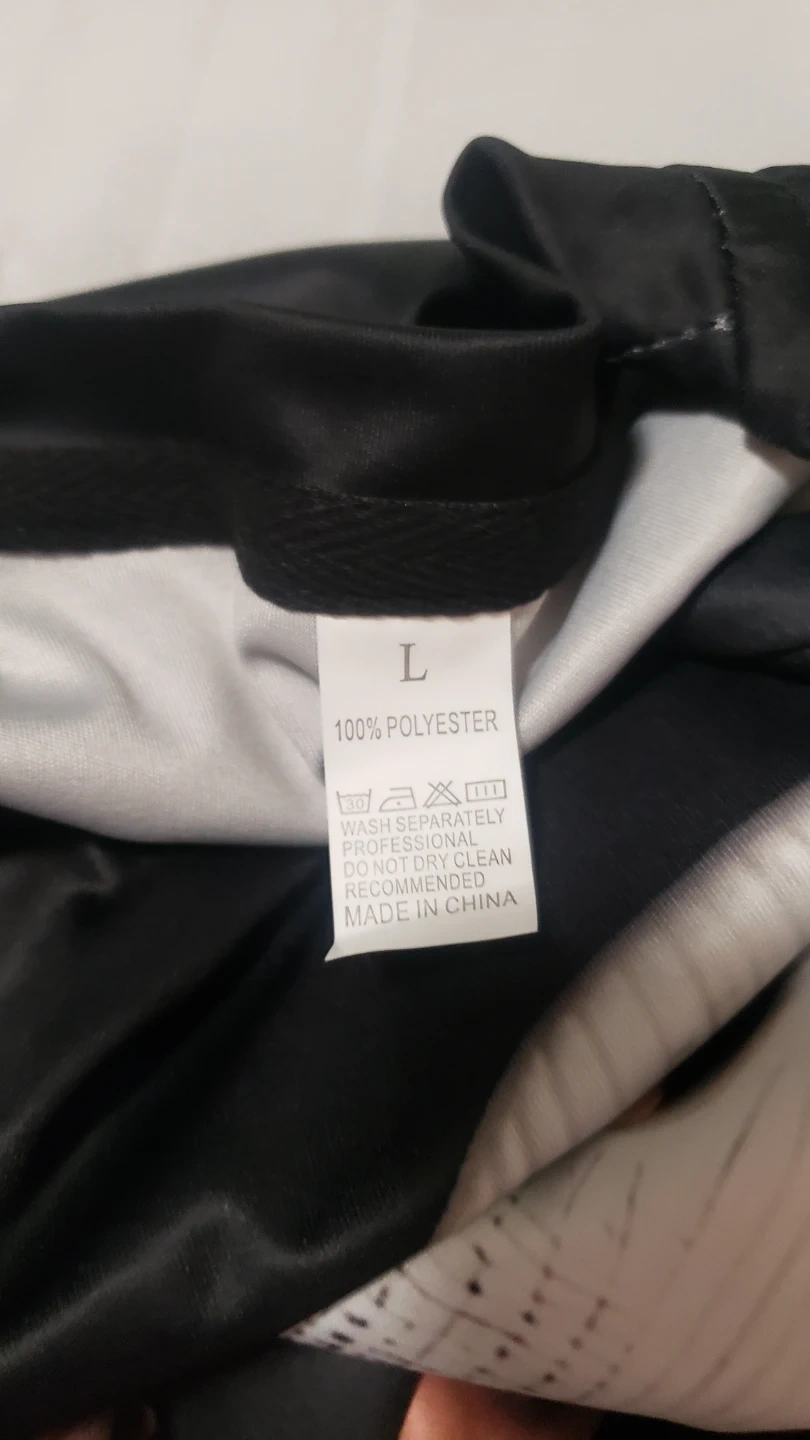 L
100% POLYESTER
30
WASH SEPARATELY
PROFESSIONAL
DO NOT DRY CLEAN
RECOMMENDED
MADE IN CHINA